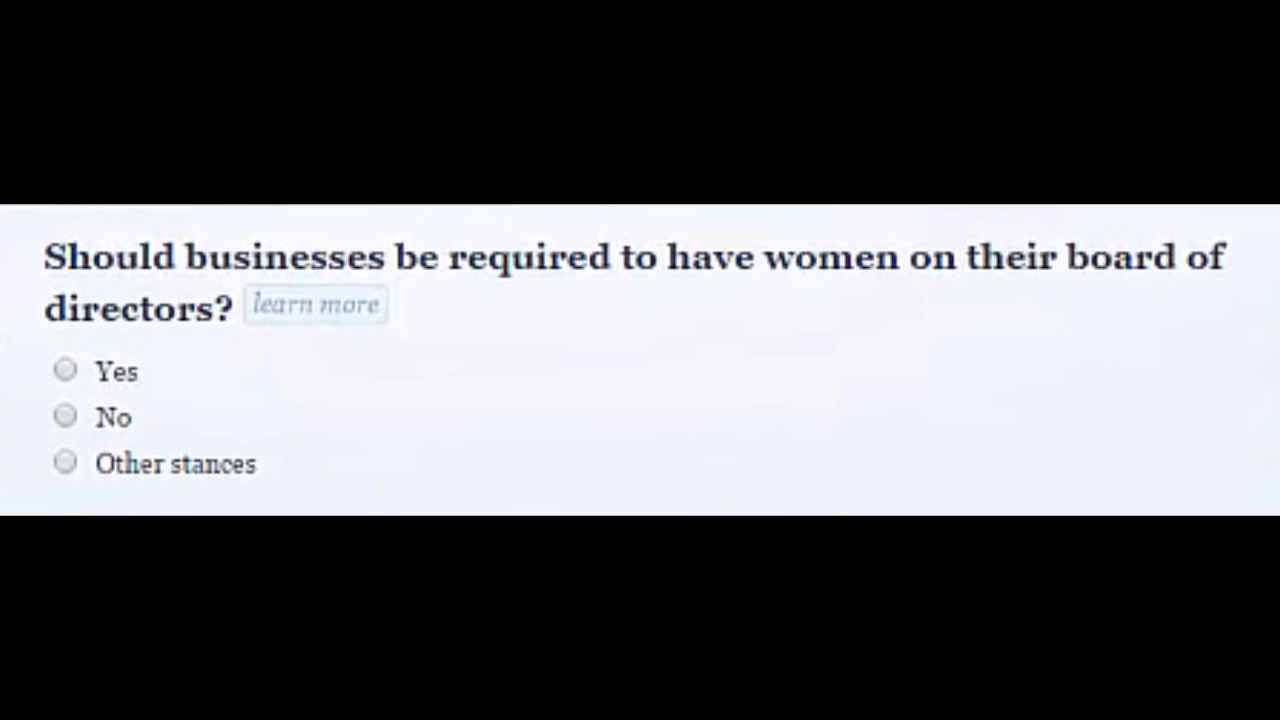 Should businesses be required to have women on their board of
directors? learn more
Yes
No
Other stances